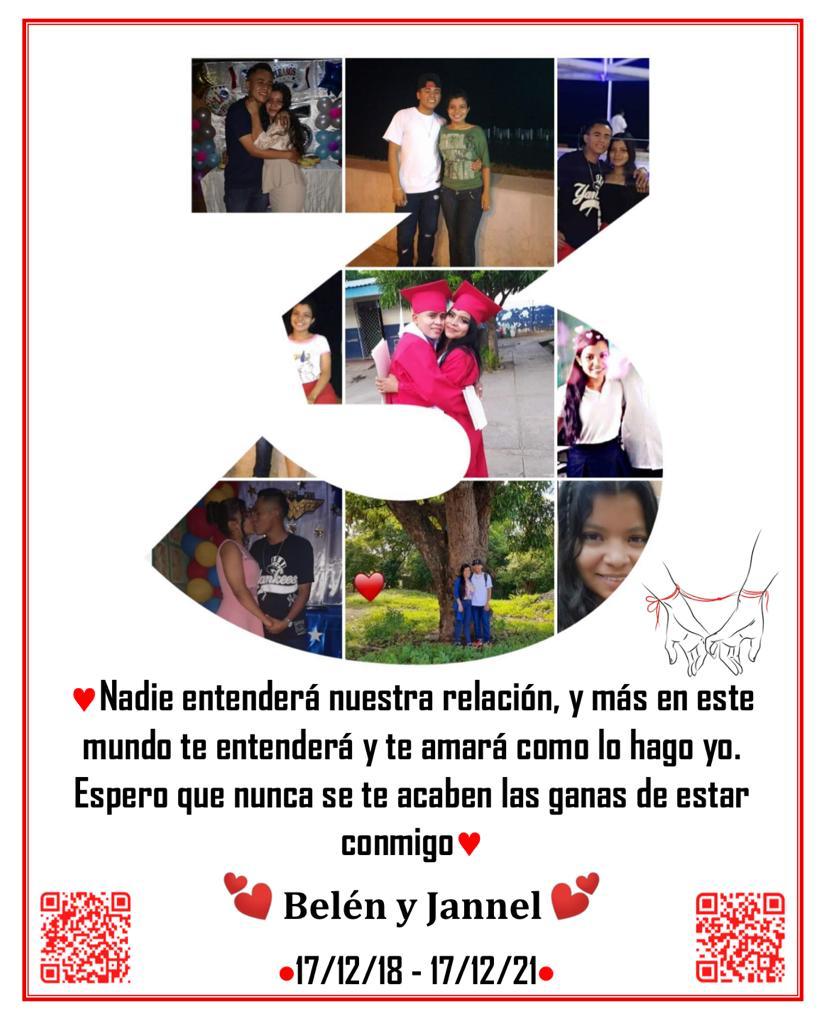 Yankees
♥Nadie entenderá nuestra relación, y más en este
mundo te entenderá y te amará como lo hago yo.
Espero que nunca se te acaben las ganas de estar
conmigo♥
💕 Belén y Jannel 💕
•17/12/18 - 17/12/21•